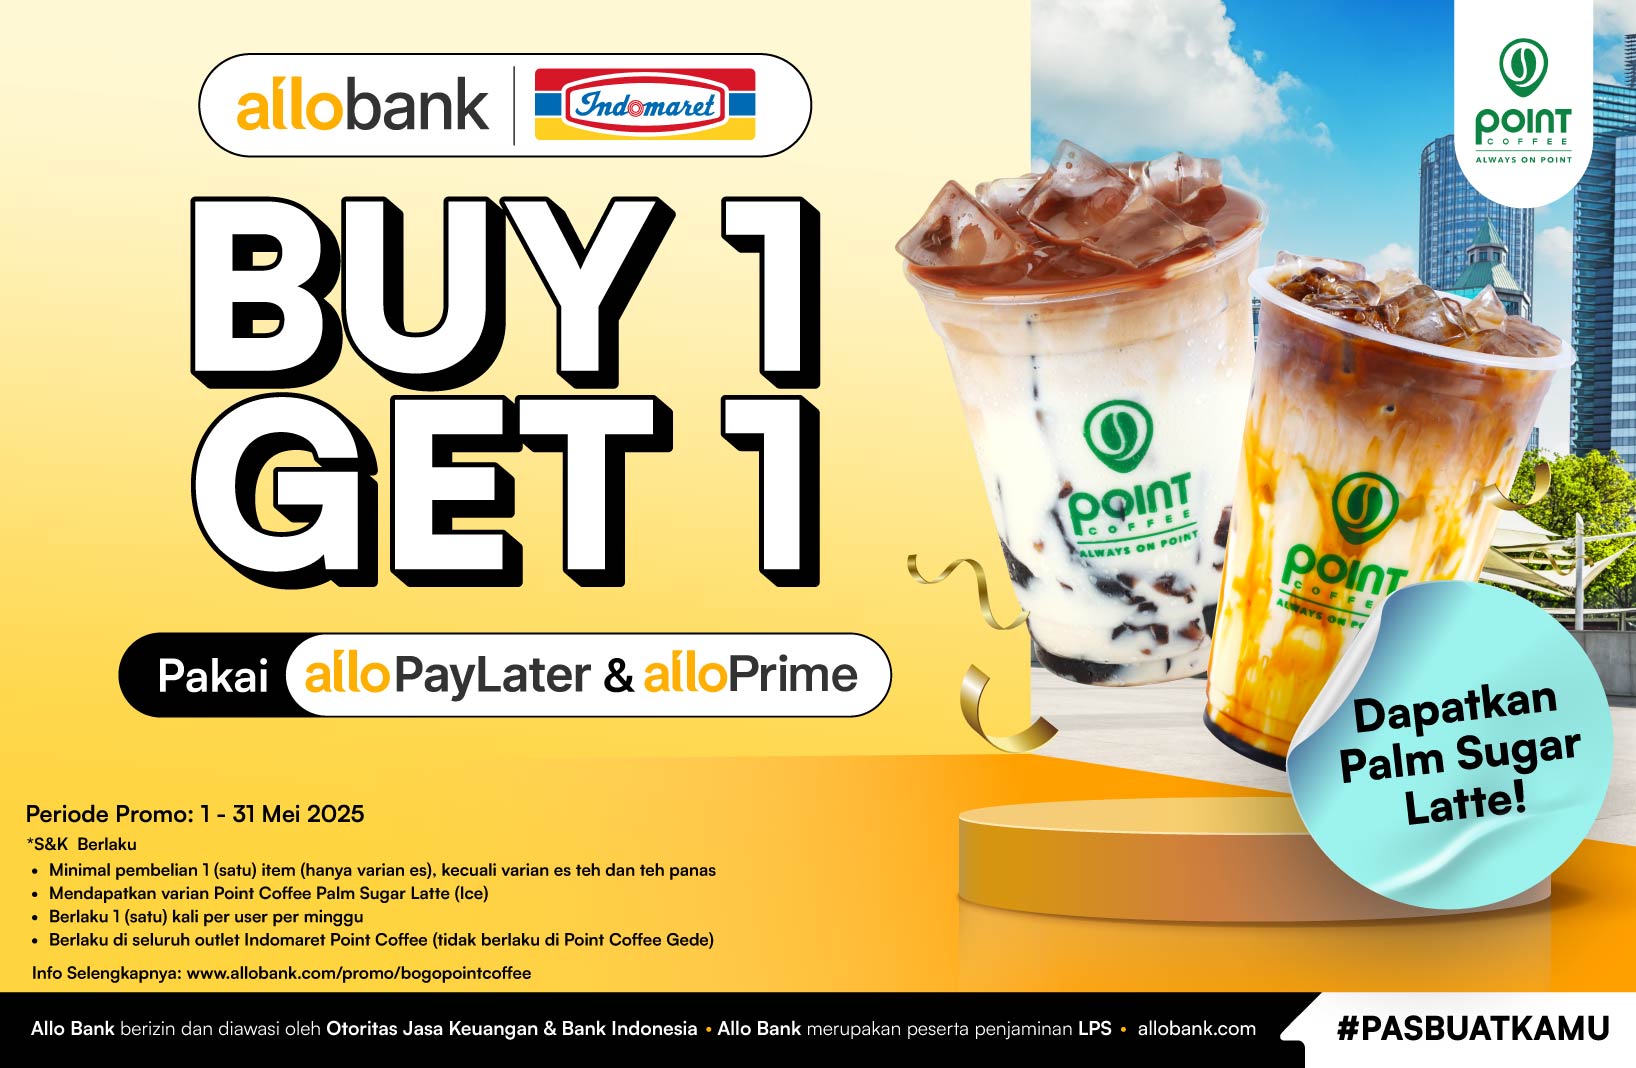 allobank
Indomaret
POINT
COFFEE
ALWAYS ON POINT
BUY 1
GET 1
Pakai alloPayLater & alloPrime
POINT
COFFEE
ALWAYS ON POINT
POINT
COFFEE
ALWAYS ON
Dapatkan
Palm Sugar
Latte!
Periode Promo: 1 - 31 Mei 2025
*S&K Berlaku
• Minimal pembelian 1 (satu) item (hanya varian es), kecuali varian es teh dan teh panas
• Mendapatkan varian Point Coffee Palm Sugar Latte (Ice)
• Berlaku 1 (satu) kali per user per minggu
• Berlaku di seluruh outlet Indomaret Point Coffee (tidak berlaku di Point Coffee Gede)
Info Selengkapnya: www.allobank.com/promo/bogopointcoffee
Allo Bank berizin dan diawasi oleh Otoritas Jasa Keuangan & Bank Indonesia • Allo Bank merupakan peserta penjaminan LPS • allobank.com
#PASBUATKAMU